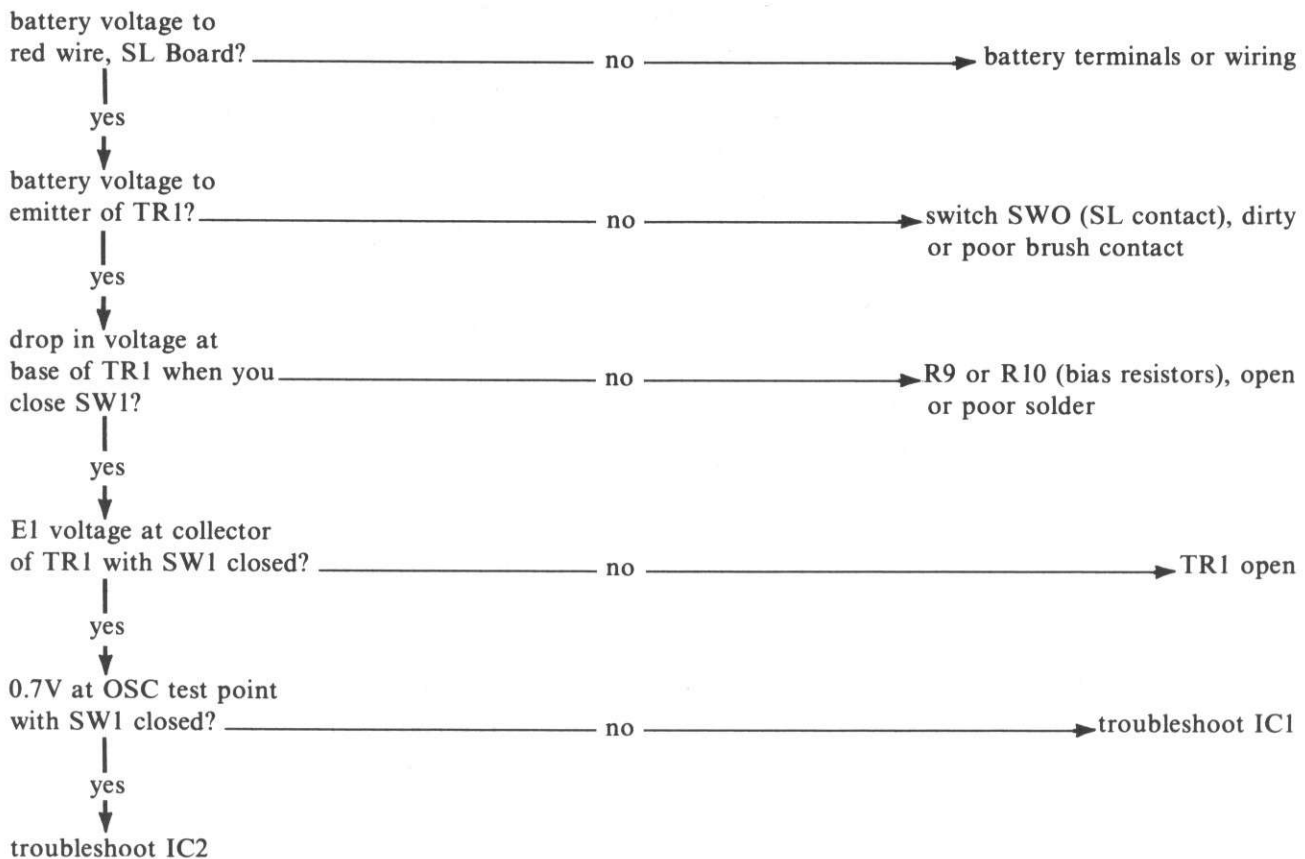 battery voltage to
red wire, SL Board?
no
battery terminals or wiring
yes
battery voltage to
emitter of TR1?
no
switch SWO (SL contact), dirty
or poor brush contact
yes
drop in voltage at
base of TR1 when you
close SW1?
no
R9 or R10 (bias resistors), open
or poor solder
yes
E1 voltage at collector
of TR1 with SW1 closed?
no
TR1 open
yes
0.7V at OSC test point
with SW1 closed?
no
troubleshoot IC1
yes
troubleshoot IC2